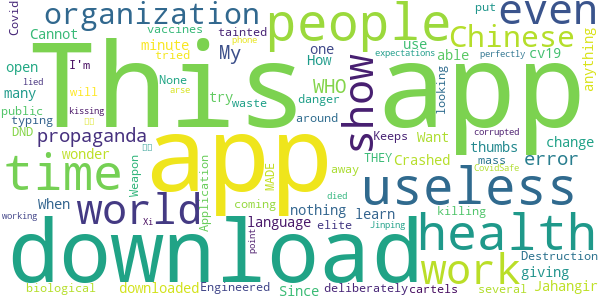 Covid
organization
vaccines
tainted
put
even
Cannot
minute
My
one
people
Chinese
I'm
None
tried
phone
How
use
able
cv19
open
lied
kissing
This app
try
expectations
perfectly
anything
many
will
arse
WHO
show
looking
public
typing
waste
danger
DND
around
thumbs
change
propaganda
app
Keeps
Want
mass
corrupted
time
wonder
THEY
Crashed
error
CovidSafe
Weapon
Application
MADE
away
useless
When
world
coming
nothing
learn
killing
died
working
Xi
language
elite
point
Jinping
health
download
Since
work
giving
Destruction
several
biological
downloaded
Engineered
deliberately
cartels
Jahangir